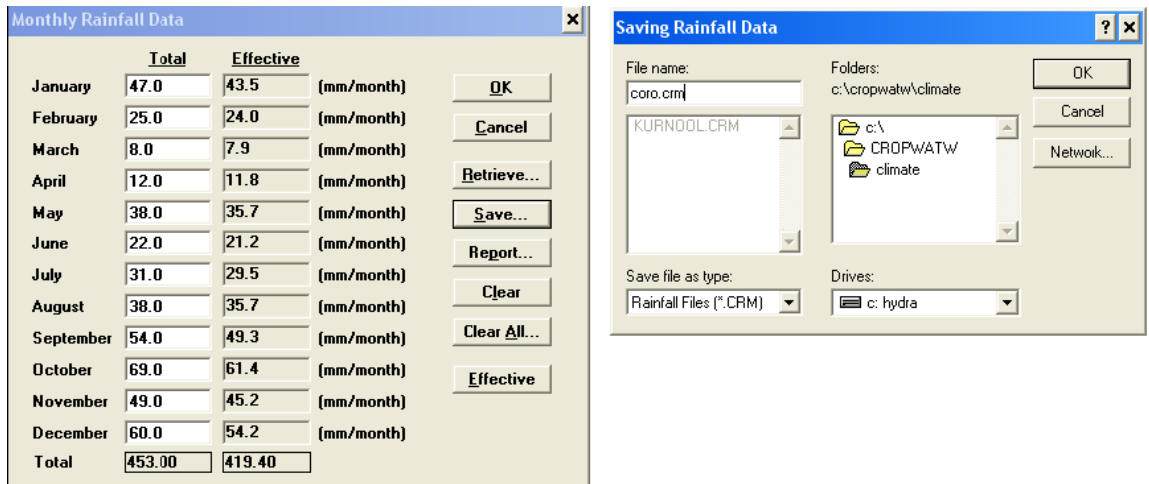 Monthly Rainfall Data
Total Effective
January 47.0 43.5 (mm/month)
February 25.0 24.0 (mm/month)
March 8.0 7.9 (mm/month)
April 12.0 11.8 (mm/month)
May 38.0 35.7 (mm/month)
June 22.0 21.2 (mm/month)
July 31.0 29.5 (mm/month)
August 38.0 35.7 (mm/month)
September 54.0 49.3 (mm/month)
October 69.0 61.4 (mm/month)
November 49.0 45.2 (mm/month)
December 60.0 54.2 (mm/month)
Total 453.00 419.40
OK
Cancel
Retrieve...
Save...
Report...
Clear
Clear All...
Effective
Saving Rainfall Data
File name:
coro.crm
KURNOOL.CRM
Save file as type:
Rainfall Files (*.CRM)
Folders:
c:\cropwatw\climate
c:\
CROPWATW
climate
Drives:
c: hydra
OK
Cancel
Network...